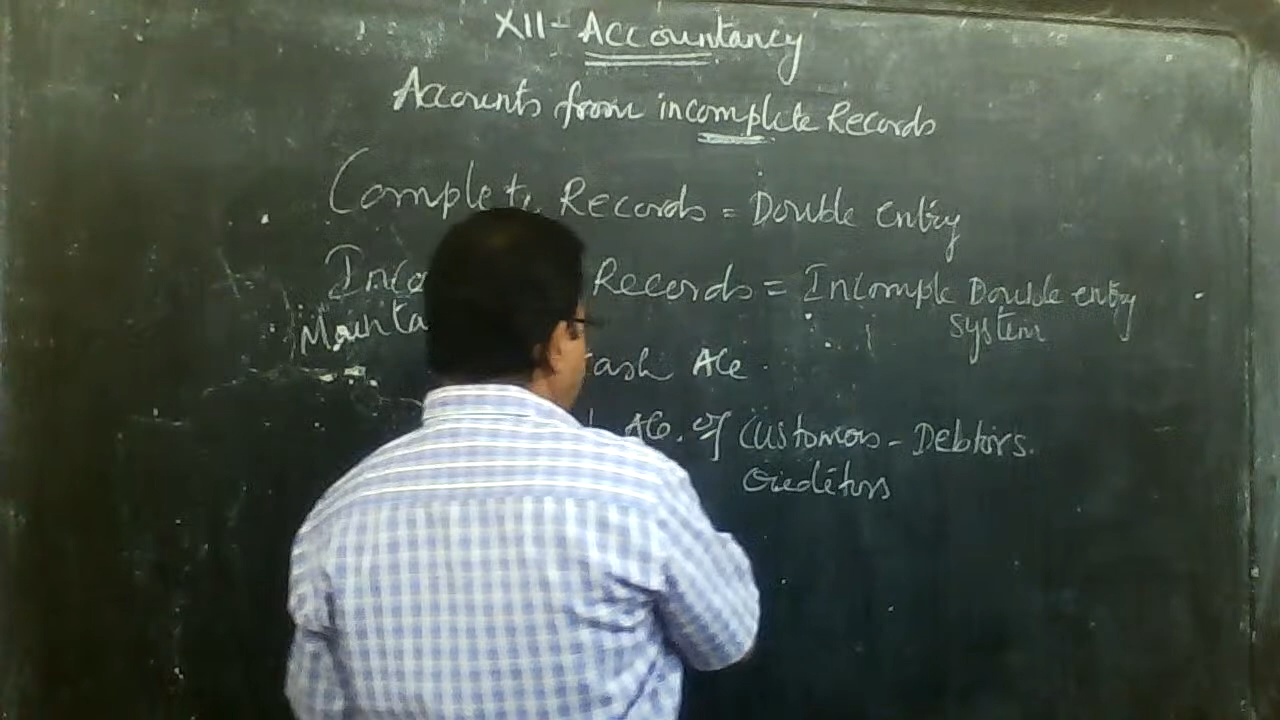 XII - Accountancy
Accounts from incomplete Records
Complete Records = Double entry
Records = Incomple Double entry
system
Mainta
Cash A/c
A/c. of Customers - Debtors.
Creditors